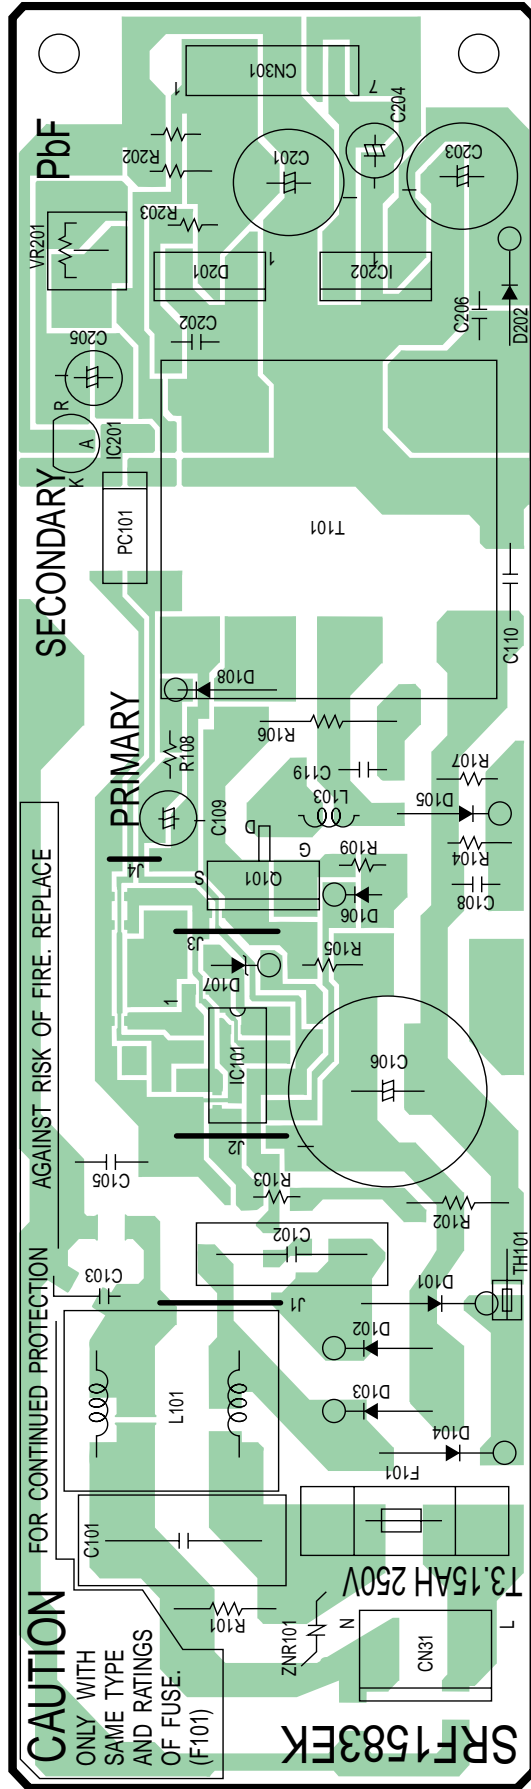 CN301
1
7
C204
R202
C201
C203
PbF
R203
VR201
D201
1
IC202
1
C202
C206
D202
C205
R
A
K
IC201
SECONDARY
PC101
T101
C110
D108
R106
PRIMARY
R108
C119
R107
L103
D105
C109
D
G
R109
R104
J4
S
Q101
D106
C108
J3
R105
D107
1
IC101
C106
J2
C105
R103
R102
C102
TH101
C103
J1
D101
D102
L101
D103
D104
F101
C101
T3.15AH 250V
R101
ZNR101
N
CN31
L
SRF1583EK
CAUTION
FOR CONTINUED PROTECTION
AGAINST RISK OF FIRE. REPLACE
ONLY WITH
SAME TYPE
AND RATINGS
OF FUSE.
(F101)